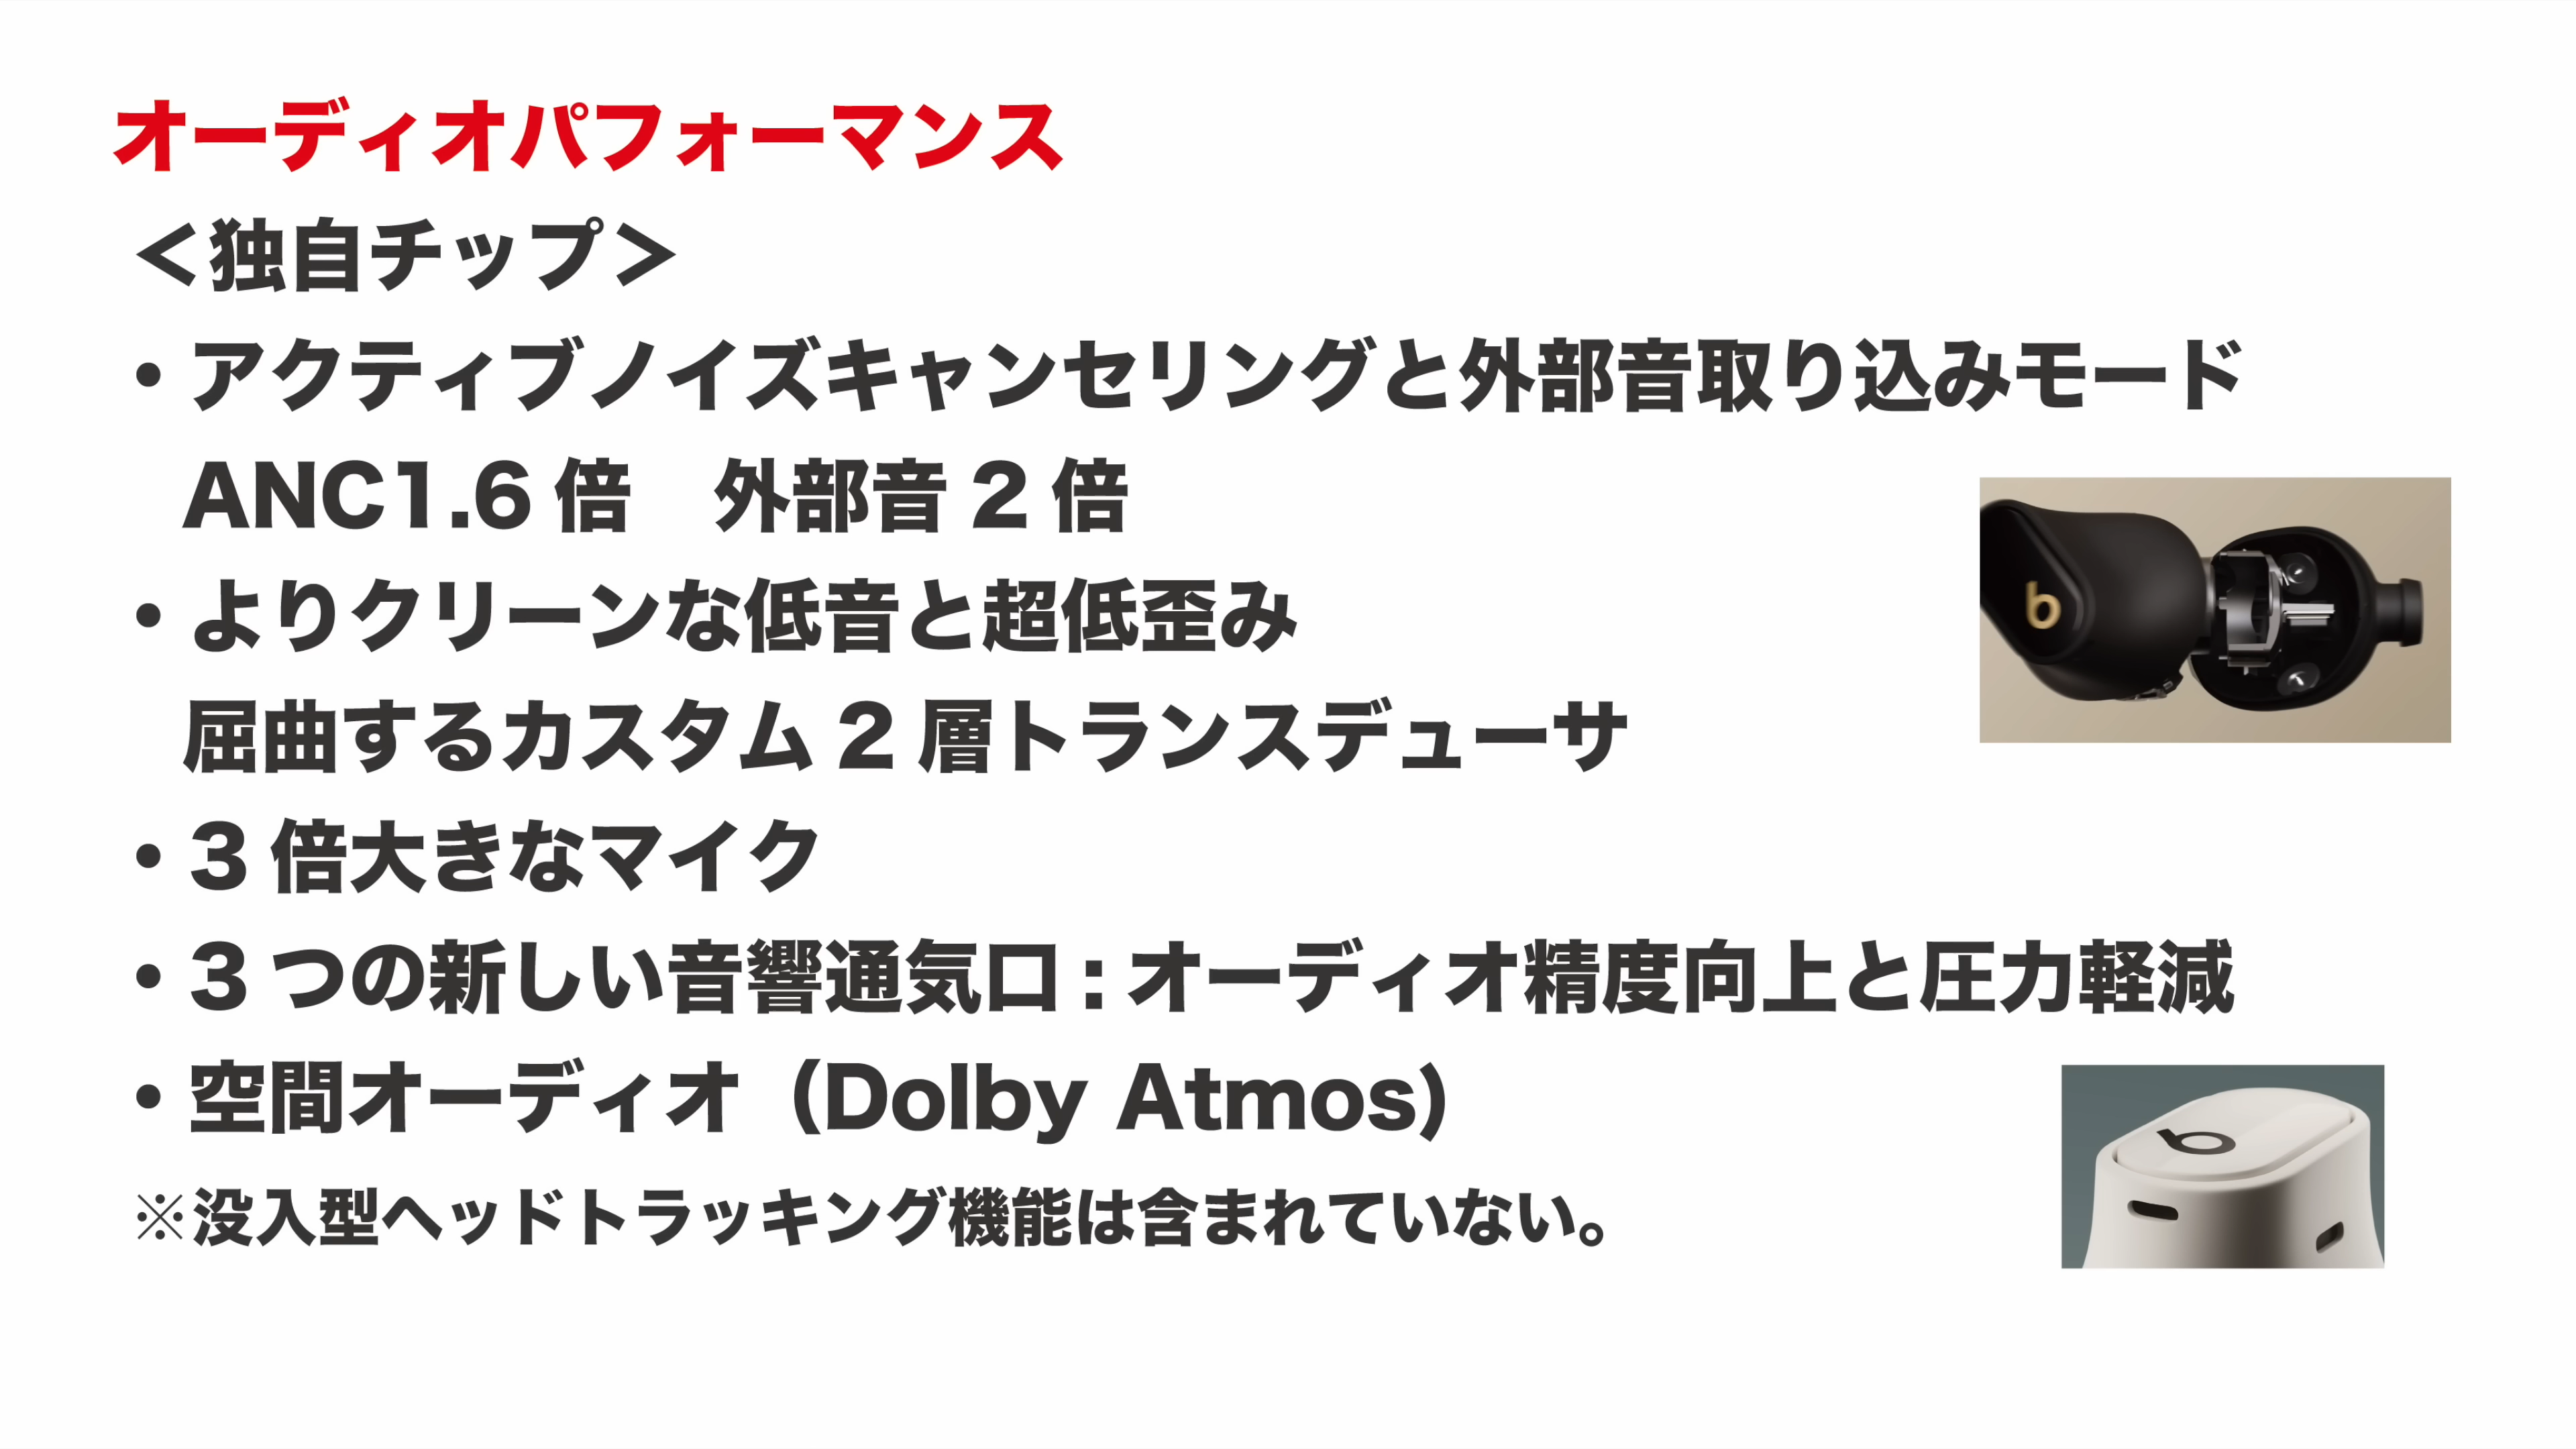 オーディオパフォーマンス
＜独自チップ＞
・アクティブノイズキャンセリングと外部音取り込みモード
ANC1.6倍　外部音2倍
・よりクリーンな低音と超低歪み
屈曲するカスタム2層トランスデューサ
・3倍大きなマイク
・3つの新しい音響通気口：オーディオ精度向上と圧力軽減
・空間オーディオ（Dolby Atmos）
※没入型ヘッドトラッキング機能は含まれていない。